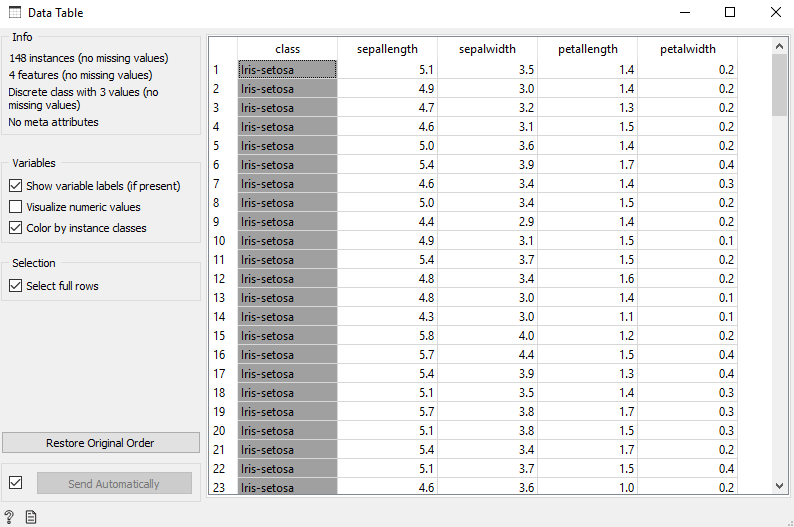 Data Table
Info
148 instances (no missing values)
4 features (no missing values)
Discrete class with 3 values (no
missing values)
No meta attributes
Variables
Show variable labels (if present)
Visualize numeric values
Color by instance classes
Selection
Select full rows
Restore Original Order
Send Automatically
?
class sepallength sepalwidth petallength petalwidth
1 Iris-setosa 5.1 3.5 1.4 0.2
2 Iris-setosa 4.9 3.0 1.4 0.2
3 Iris-setosa 4.7 3.2 1.3 0.2
4 Iris-setosa 4.6 3.1 1.5 0.2
5 Iris-setosa 5.0 3.6 1.4 0.2
6 Iris-setosa 5.4 3.9 1.7 0.4
7 Iris-setosa 4.6 3.4 1.4 0.3
8 Iris-setosa 5.0 3.4 1.5 0.2
9 Iris-setosa 4.4 2.9 1.4 0.2
10 Iris-setosa 4.9 3.1 1.5 0.1
11 Iris-setosa 5.4 3.7 1.5 0.2
12 Iris-setosa 4.8 3.4 1.6 0.2
13 Iris-setosa 4.8 3.0 1.4 0.1
14 Iris-setosa 4.3 3.0 1.1 0.1
15 Iris-setosa 5.8 4.0 1.2 0.2
16 Iris-setosa 5.7 4.4 1.5 0.4
17 Iris-setosa 5.4 3.9 1.3 0.4
18 Iris-setosa 5.1 3.5 1.4 0.3
19 Iris-setosa 5.7 3.8 1.7 0.3
20 Iris-setosa 5.1 3.8 1.5 0.3
21 Iris-setosa 5.4 3.4 1.7 0.2
22 Iris-setosa 5.1 3.7 1.5 0.4
23 Iris-setosa 4.6 3.6 1.0 0.2